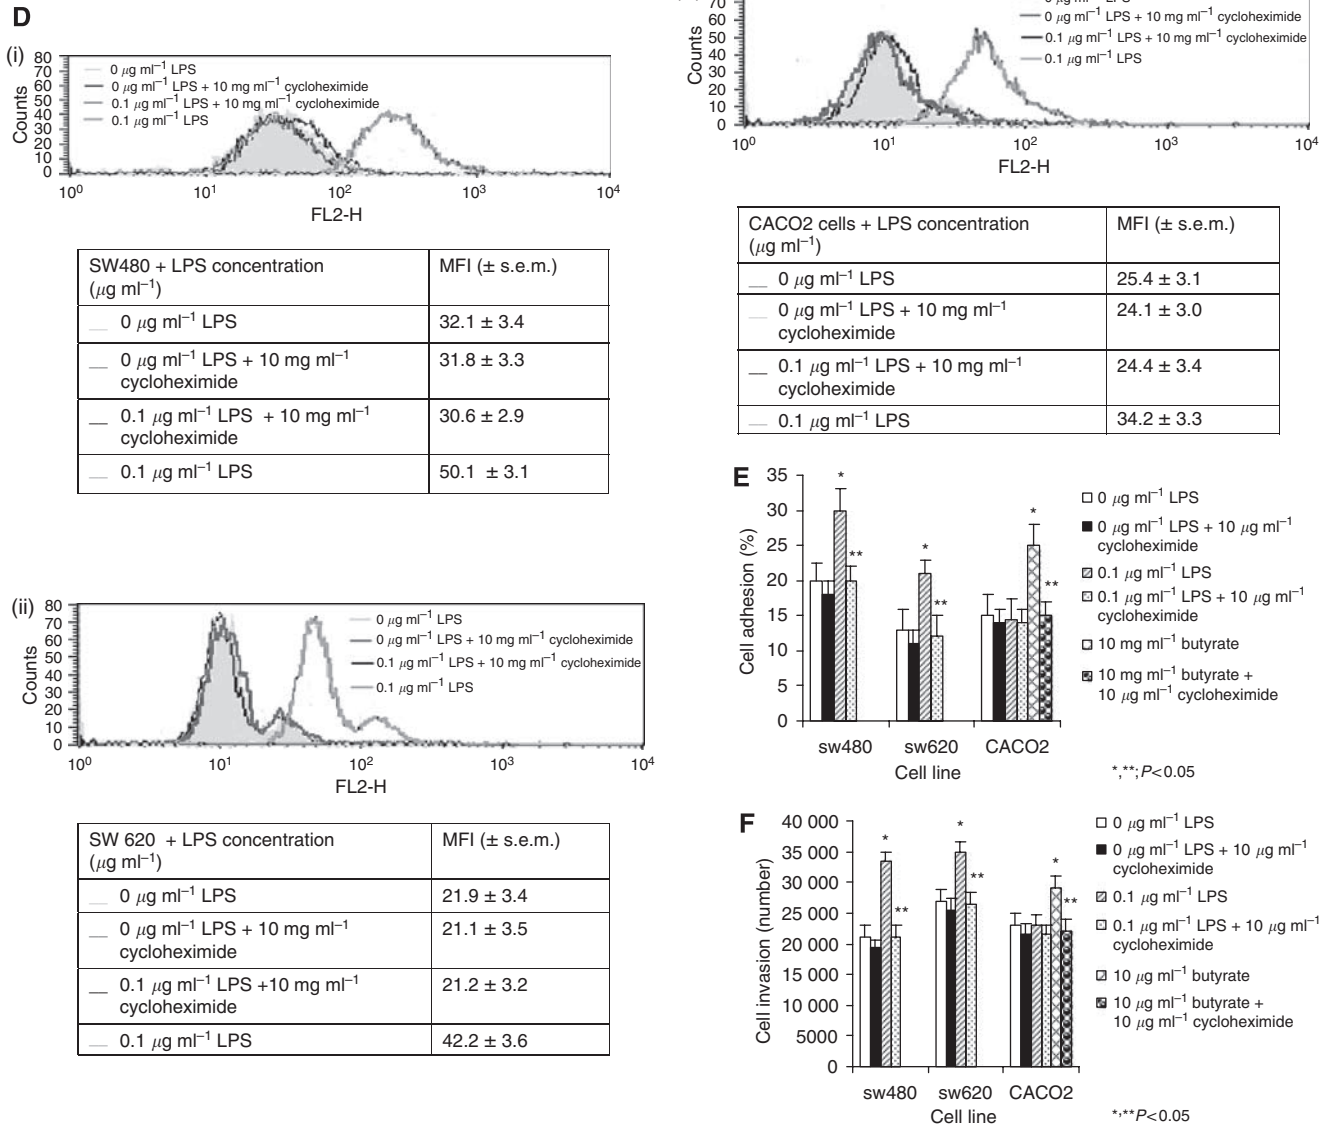 D
(i)
80
70
60
50
40
30
20
10
0
Counts
0 μg ml⁻¹ LPS
0 μg ml⁻¹ LPS + 10 mg ml⁻¹ cycloheximide
0.1 μg ml⁻¹ LPS + 10 mg ml⁻¹ cycloheximide
0.1 μg ml⁻¹ LPS
10⁰ 10¹ 10² 10³ 10⁴
FL2-H
SW480 + LPS concentration MFI (± s.e.m.)
(μg ml⁻¹)
0 μg ml⁻¹ LPS 32.1 ± 3.4
0 μg ml⁻¹ LPS + 10 mg ml⁻¹ 31.8 ± 3.3
cycloheximide
0.1 μg ml⁻¹ LPS + 10 mg ml⁻¹ 30.6 ± 2.9
cycloheximide
0.1 μg ml⁻¹ LPS 50.1 ± 3.1
(ii)
80
70
60
50
40
30
20
10
0
Counts
0 μg ml⁻¹ LPS
0 μg ml⁻¹ LPS + 10 mg ml⁻¹ cycloheximide
0.1 μg ml⁻¹ LPS + 10 mg ml⁻¹ cycloheximide
0.1 μg ml⁻¹ LPS
10⁰ 10¹ 10² 10³ 10⁴
FL2-H
SW 620 + LPS concentration MFI (± s.e.m.)
(μg ml⁻¹)
0 μg ml⁻¹ LPS 21.9 ± 3.4
0 μg ml⁻¹ LPS + 10 mg ml⁻¹ 21.1 ± 3.5
cycloheximide
0.1 μg ml⁻¹ LPS +10 mg ml⁻¹ 21.2 ± 3.2
cycloheximide
0.1 μg ml⁻¹ LPS 42.2 ± 3.6
70
60
50
40
30
20
10
0
Counts
0 μg ml⁻¹ LPS + 10 mg ml⁻¹ cycloheximide
0.1 μg ml⁻¹ LPS + 10 mg ml⁻¹ cycloheximide
0.1 μg ml⁻¹ LPS
10⁰ 10¹ 10² 10³ 10⁴
FL2-H
CACO2 cells + LPS concentration MFI (± s.e.m.)
(μg ml⁻¹)
0 μg ml⁻¹ LPS 25.4 ± 3.1
0 μg ml⁻¹ LPS + 10 mg ml⁻¹ 24.1 ± 3.0
cycloheximide
0.1 μg ml⁻¹ LPS + 10 mg ml⁻¹ 24.4 ± 3.4
cycloheximide
0.1 μg ml⁻¹ LPS 34.2 ± 3.3
E
35
30
25
20
15
10
5
0
Cell adhesion (%)
* ** * ** * **
sw480 sw620 CACO2
Cell line
0 μg ml⁻¹ LPS
0 μg ml⁻¹ LPS + 10 μg ml⁻¹
cycloheximide
0.1 μg ml⁻¹ LPS
0.1 μg ml⁻¹ LPS + 10 μg ml⁻¹
cycloheximide
10 mg ml⁻¹ butyrate
10 mg ml⁻¹ butyrate +
10 μg ml⁻¹ cycloheximide
*,**;P<0.05
F
40 000
35 000
30 000
25 000
20 000
15 000
10 000
5000
0
Cell invasion (number)
* ** * ** * **
sw480 sw620 CACO2
Cell line
0 μg ml⁻¹ LPS
0 μg ml⁻¹ LPS + 10 μg ml⁻¹
cycloheximide
0.1 μg ml⁻¹ LPS
0.1 μg ml⁻¹ LPS + 10 μg ml⁻¹
cycloheximide
10 μg ml⁻¹ butyrate
10 μg ml⁻¹ butyrate +
10 μg ml⁻¹ cycloheximide
*,**P<0.05